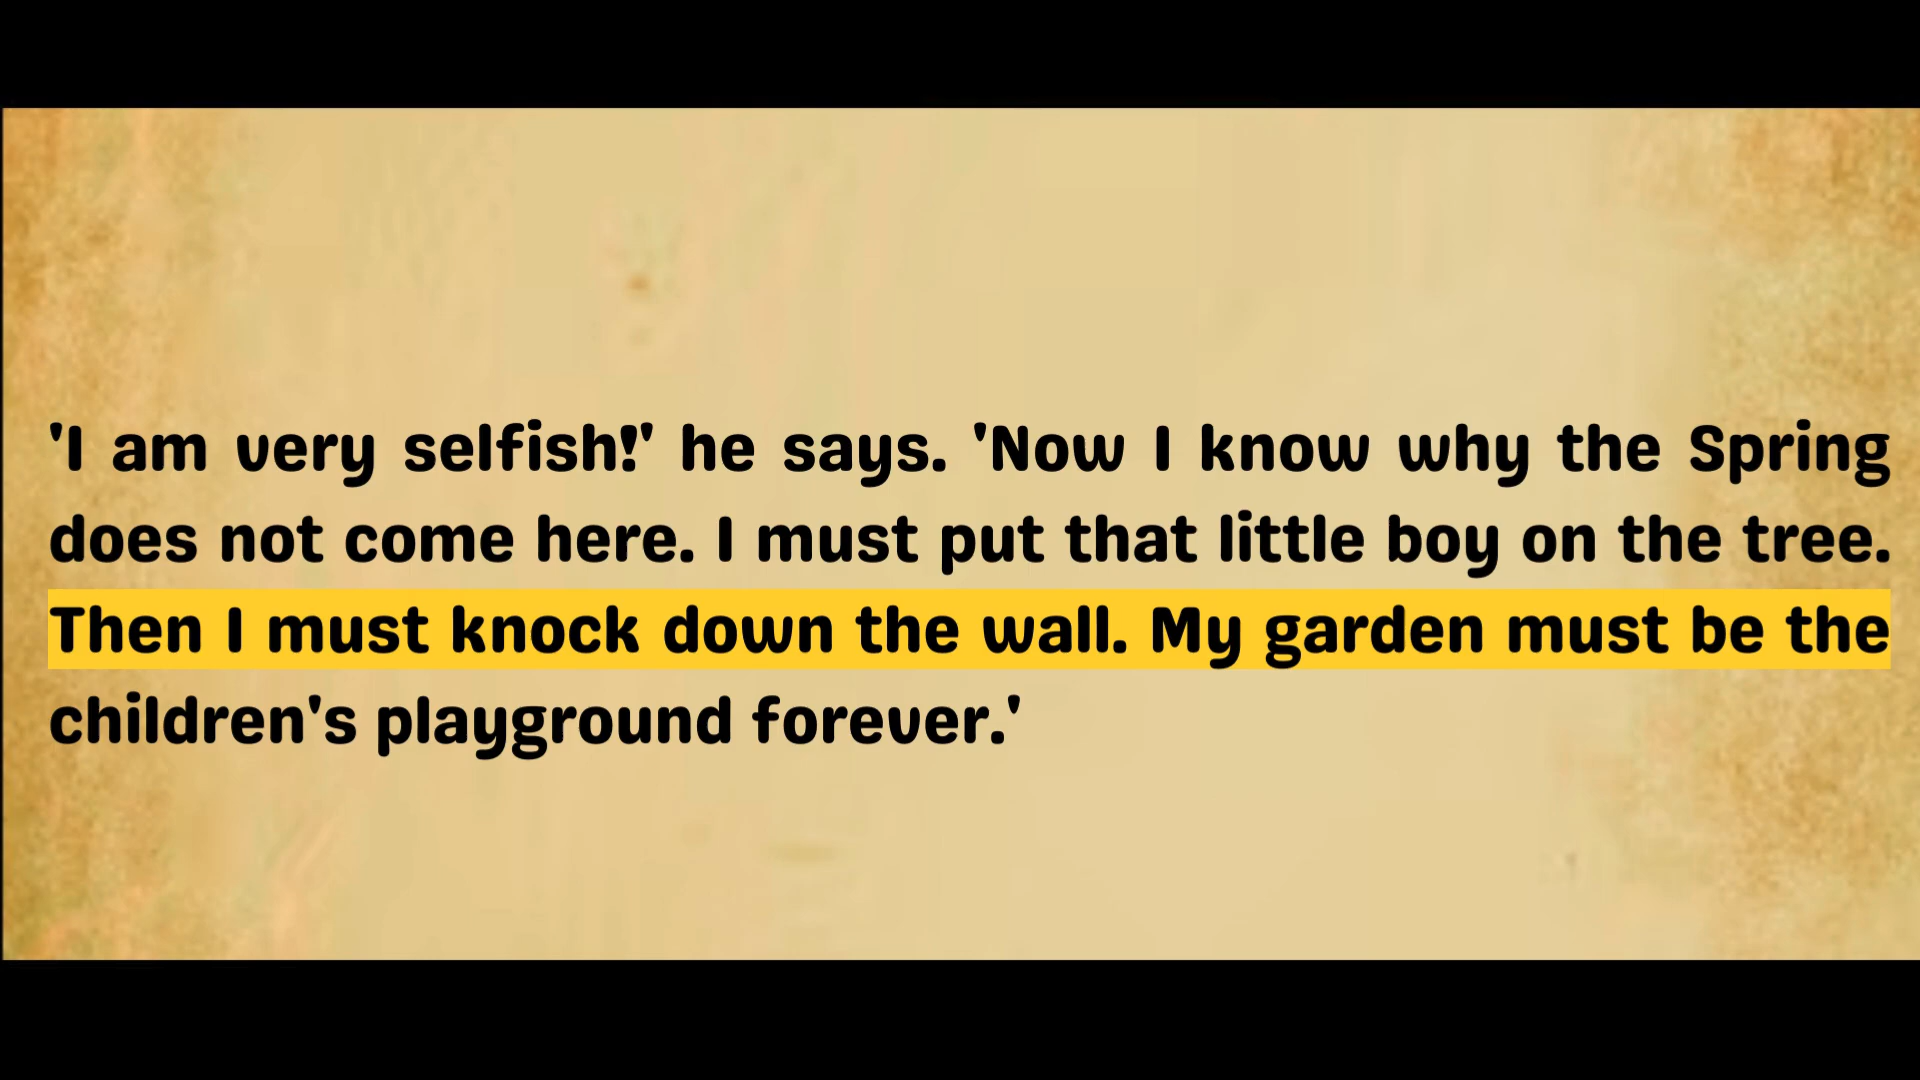 'I am very selfish!' he says. 'Now I know why the Spring
does not come here. I must put that little boy on the tree.
Then I must knock down the wall. My garden must be the
children's playground forever.'